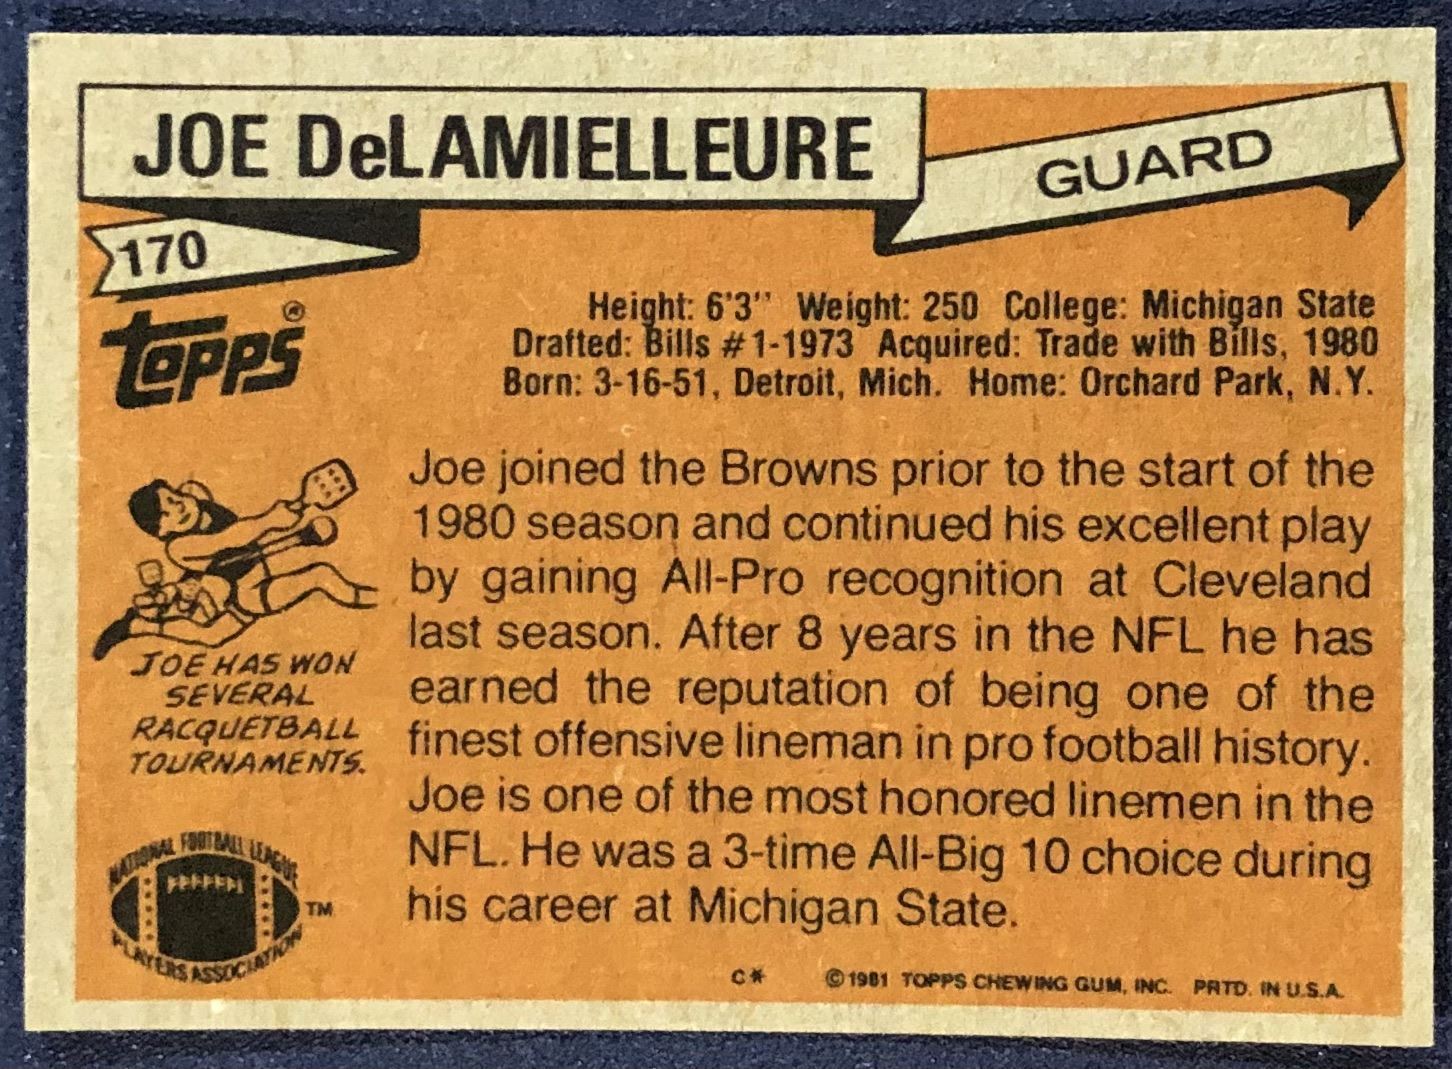 JOE DeLAMIELLEURE
GUARD
170
TOPPS®
Height: 6'3" Weight: 250 College: Michigan State
Drafted: Bills #1-1973 Acquired: Trade with Bills, 1980
Born: 3-16-51, Detroit, Mich. Home: Orchard Park, N.Y.
Joe joined the Browns prior to the start of the
1980 season and continued his excellent play
by gaining All-Pro recognition at Cleveland
last season. After 8 years in the NFL he has
earned the reputation of being one of the
finest offensive lineman in pro football history.
Joe is one of the most honored linemen in the
NFL. He was a 3-time All-Big 10 choice during
his career at Michigan State.
JOE HAS WON
SEVERAL
RACQUETBALL
TOURNAMENTS.
NATIONAL FOOTBALL LEAGUE
PLAYERS ASSOCIATION
TM
C* ©1981 TOPPS CHEWING GUM, INC. PRTD. IN U.S.A.